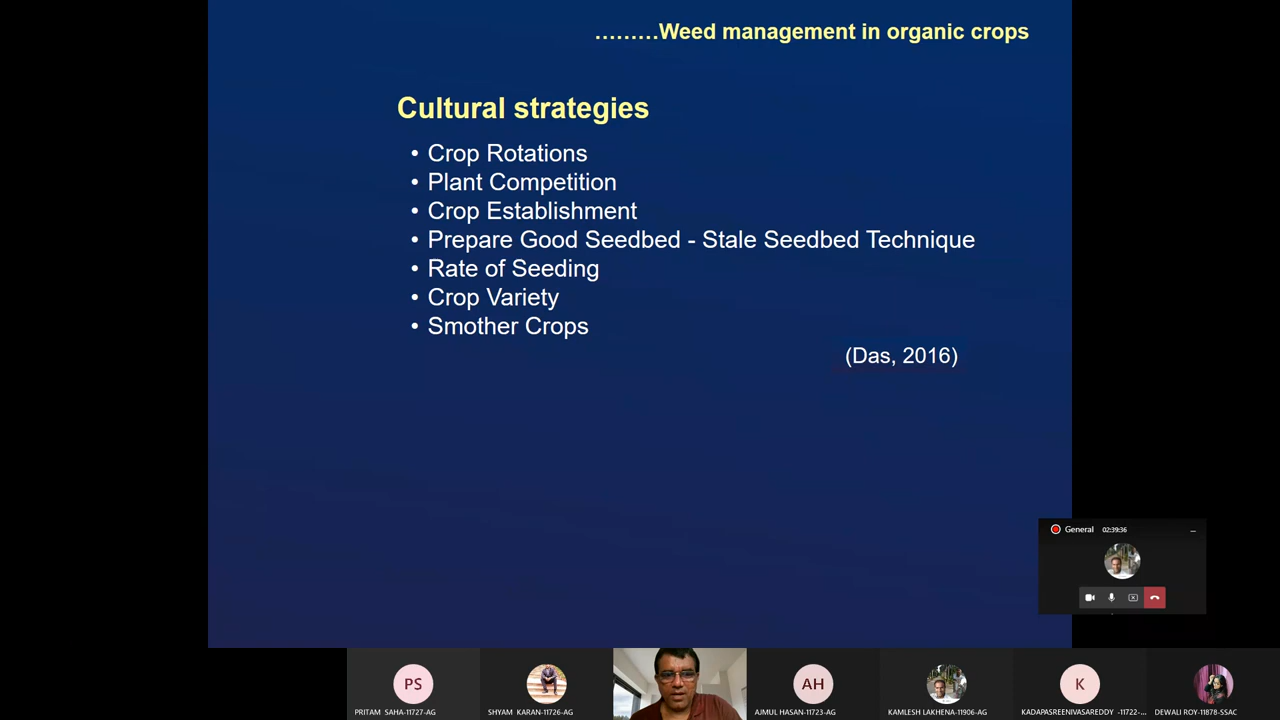 ………Weed management in organic crops
Cultural strategies
• Crop Rotations
• Plant Competition
• Crop Establishment
• Prepare Good Seedbed - Stale Seedbed Technique
• Rate of Seeding
• Crop Variety
• Smother Crops
(Das, 2016)
General 02:39:36
PS
AH
K
PRITAM SAHA-11727-AG
SHYAM KARAN-11726-AG
AJMUL HASAN-11723-AG
KAMLESH LAKHENA-11906-AG
KADAPASREENIVASAREDDY -11722-...
DEWALI ROY-11878-SSAC